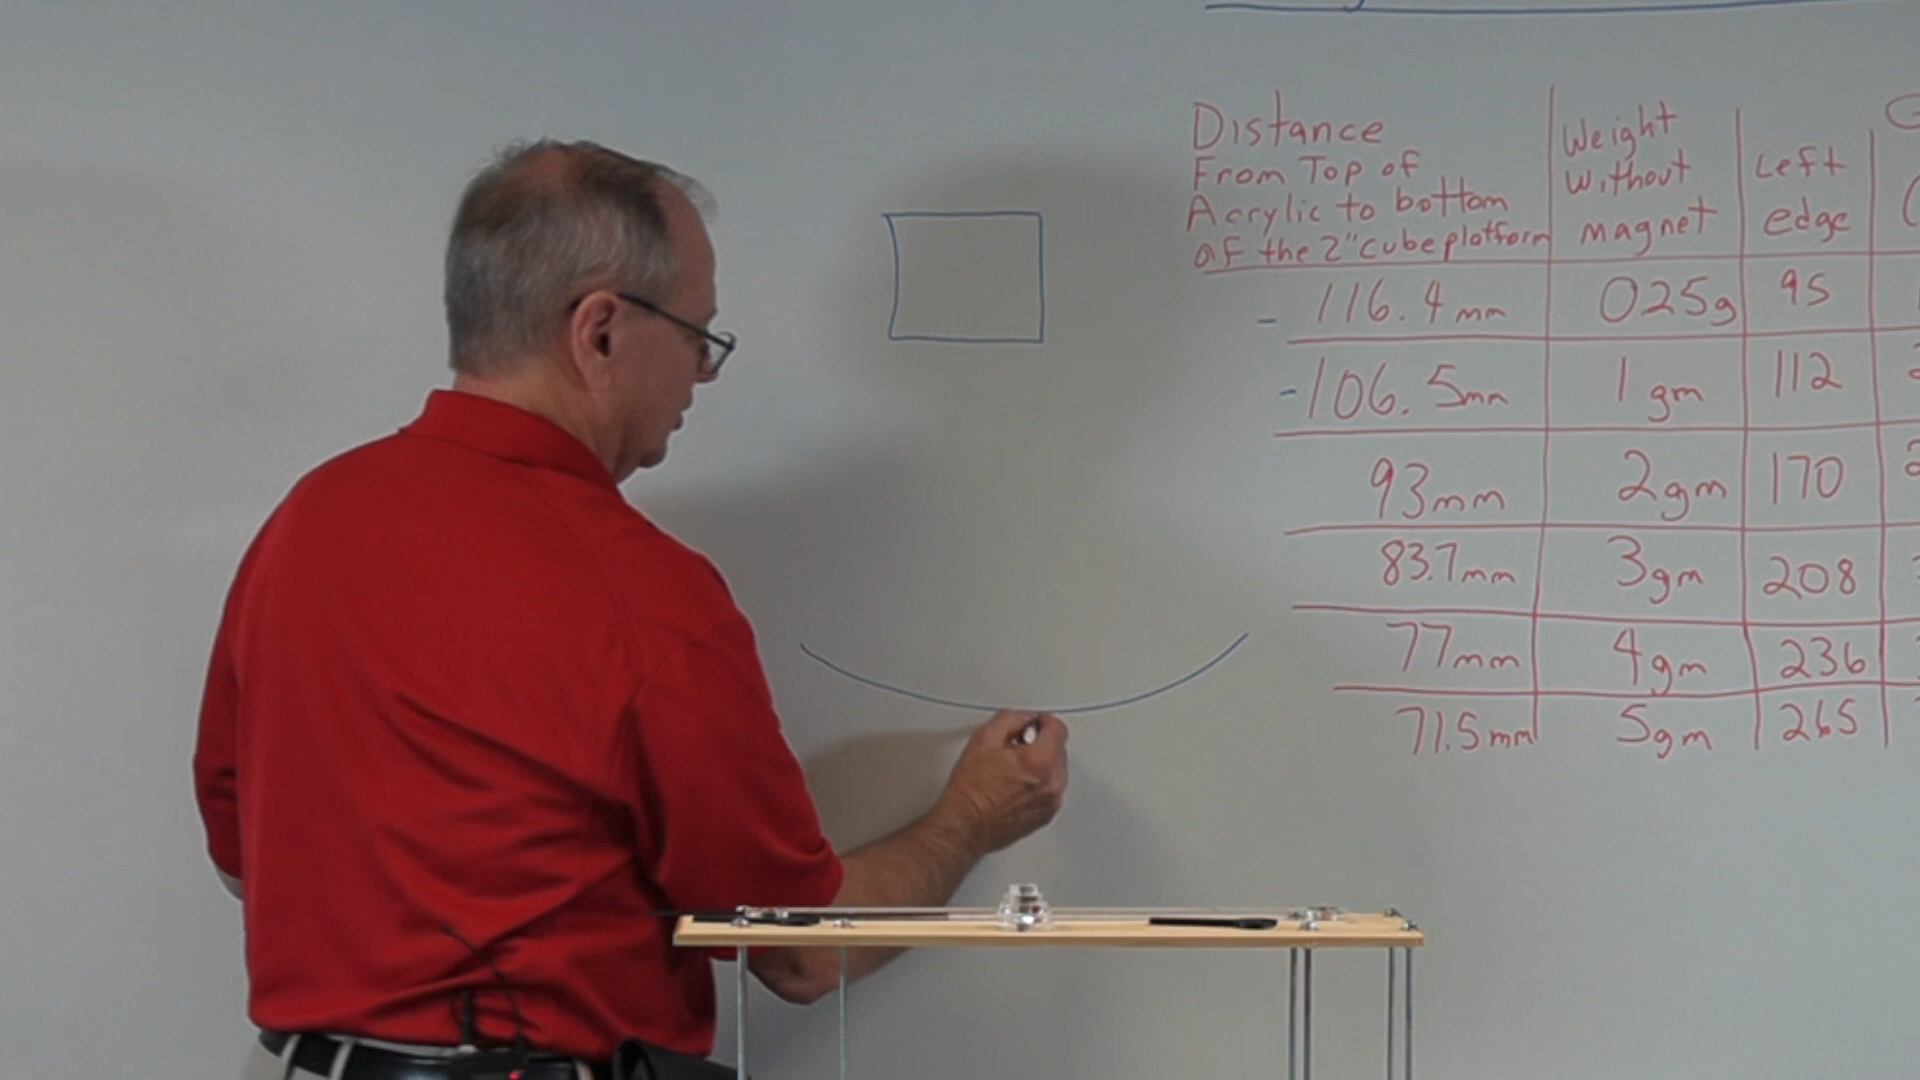 Distance
From Top of
Acrylic to bottom
of the 2" cube platform
Weight
Without
magnet
Left
edge
- 116.4 mm 025g 95
- 106.5mm 1 gm 112
93mm 2gm 170
83.7mm 3gm 208
77mm 4gm 236
71.5mm 5gm 265